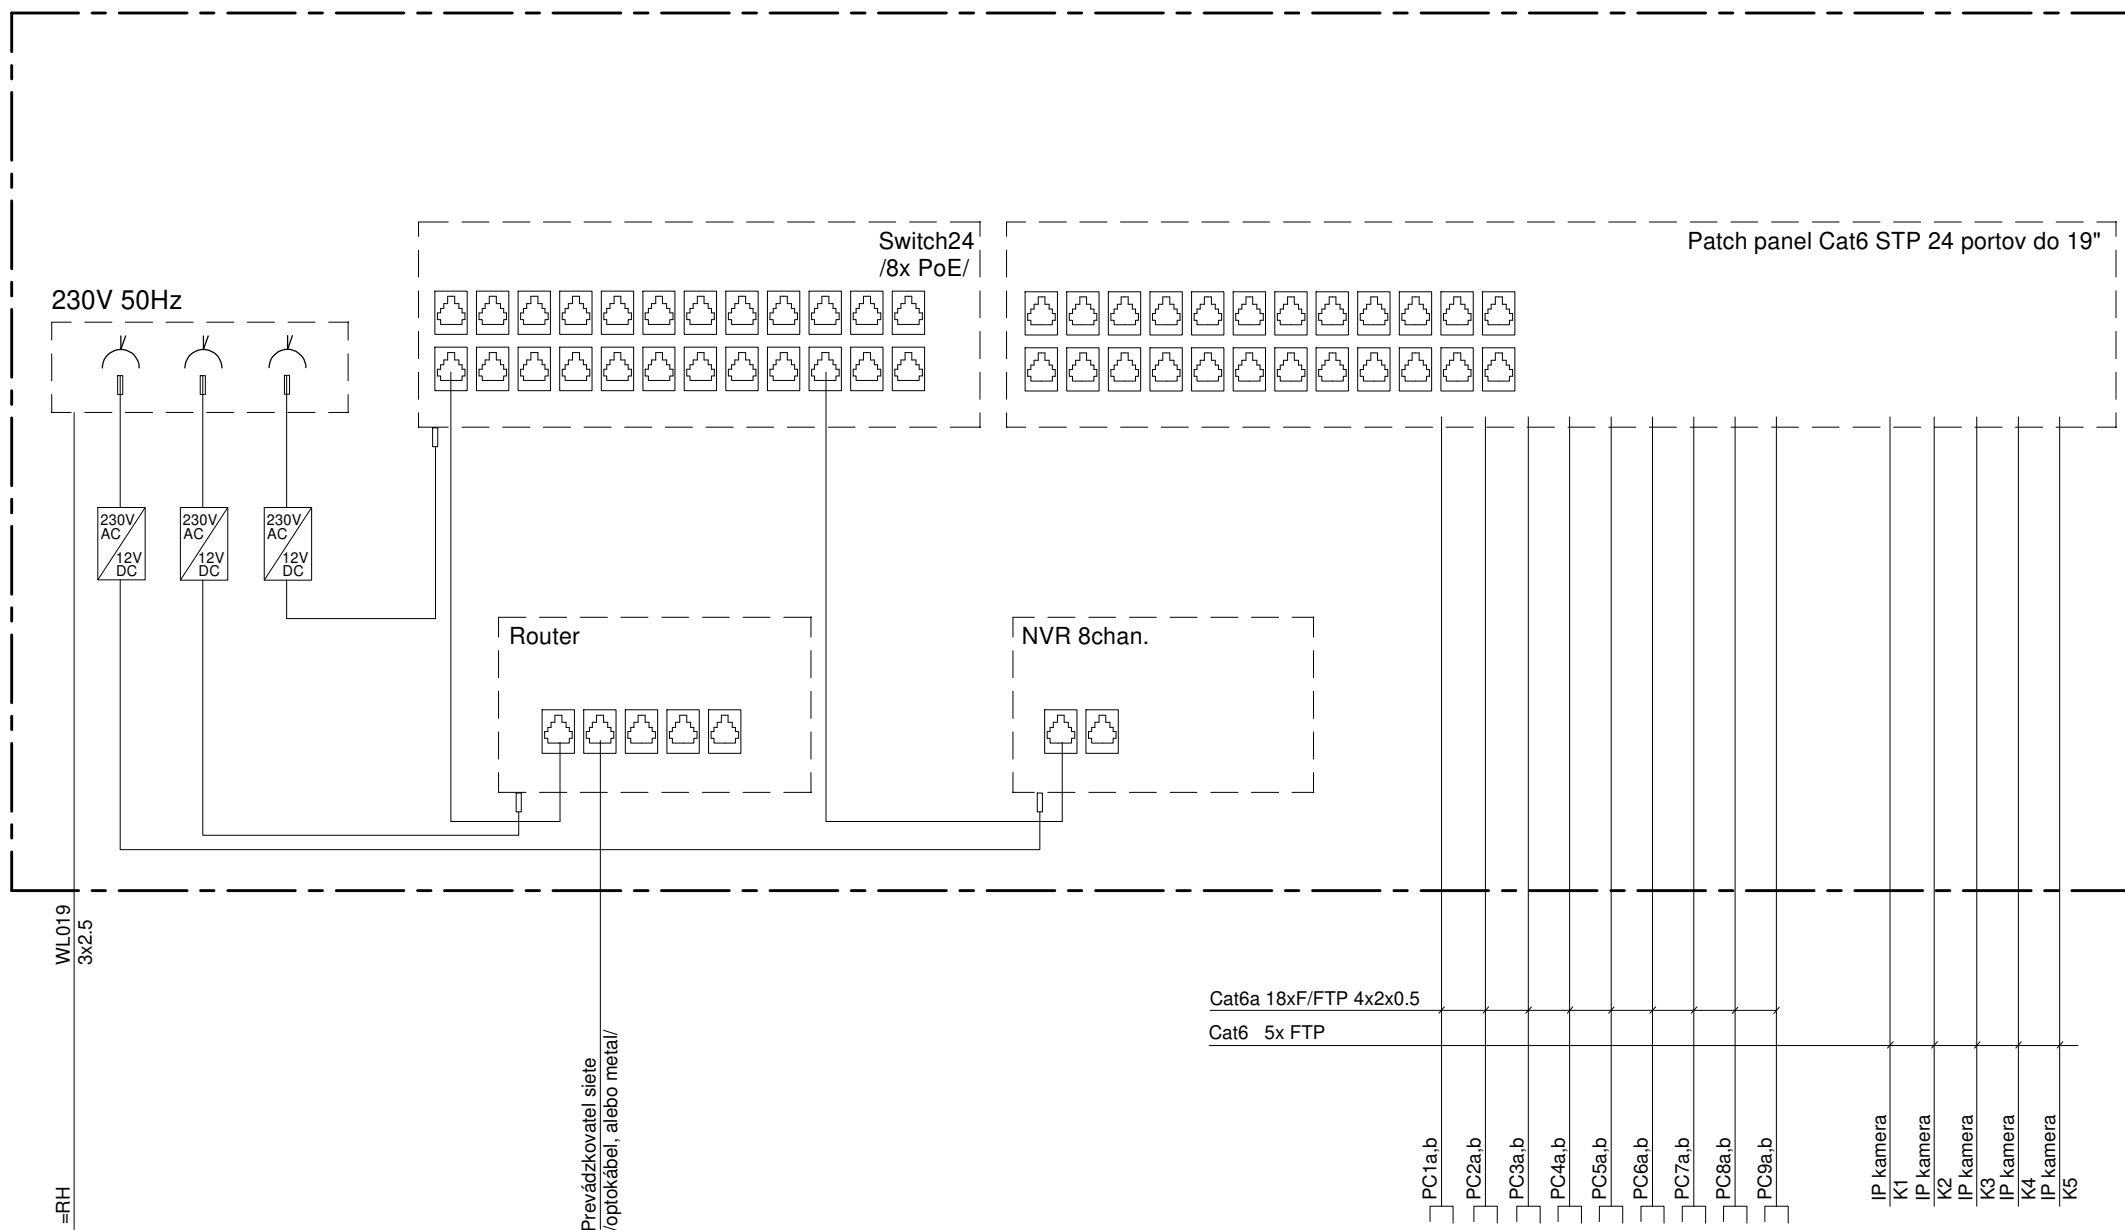 Switch24
/8x PoE/
Patch panel Cat6 STP 24 portov do 19"
230V 50Hz
230V
AC
12V
DC
230V
AC
12V
DC
230V
AC
12V
DC
Router
NVR 8chan.
WL019
3x2.5
=RH
Prevádzkovatel siete
/optokábel, alebo metal/
Cat6a 18xF/FTP 4x2x0.5
Cat6 5x FTP
PC1a,b
PC2a,b
PC3a,b
PC4a,b
PC5a,b
PC6a,b
PC7a,b
PC8a,b
PC9a,b
IP kamera
K1
IP kamera
K2
IP kamera
K3
IP kamera
K4
IP kamera
K5